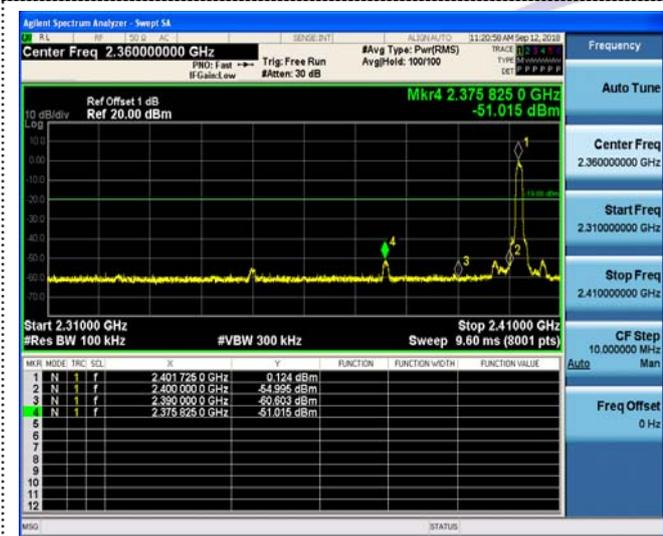 Agilent Spectrum Analyzer - Swept SA
RL RF 50 Ω AC SENSE:INT ALIGN AUTO 11:20:58 AM Sep 12, 2018
Center Freq 2.360000000 GHz
PNO: Fast
IFGain:Low
Trig: Free Run
#Atten: 30 dB
#Avg Type: Pwr(RMS)
Avg|Hold: 100/100
TRACE 1 2 3 4 5 6
TYPE M
DET P P P P P P
Ref Offset 1 dB
10 dB/div Ref 20.00 dBm
Log
Mkr4 2.375 825 0 GHz
-51.015 dBm
10.0
0.00
-10.0
-20.0
-30.0
-40.0
-50.0
-60.0
-70.0
1
2
3
4
Start 2.31000 GHz Stop 2.41000 GHz
#Res BW 100 kHz #VBW 300 kHz Sweep 9.60 ms (8001 pts)
MKR MODE TRC SCL X Y FUNCTION FUNCTION WIDTH FUNCTION VALUE
1 N 1 f 2.401 725 0 GHz 0.124 dBm
2 N 1 f 2.400 000 0 GHz -54.995 dBm
3 N 1 f 2.390 000 0 GHz -60.603 dBm
4 N 1 f 2.375 825 0 GHz -51.015 dBm
5
6
7
8
9
10
11
12
MSG STATUS
Frequency
Auto Tune
Center Freq
2.360000000 GHz
Start Freq
2.310000000 GHz
Stop Freq
2.410000000 GHz
CF Step
10.000000 MHz
Auto Man
Freq Offset
0 Hz